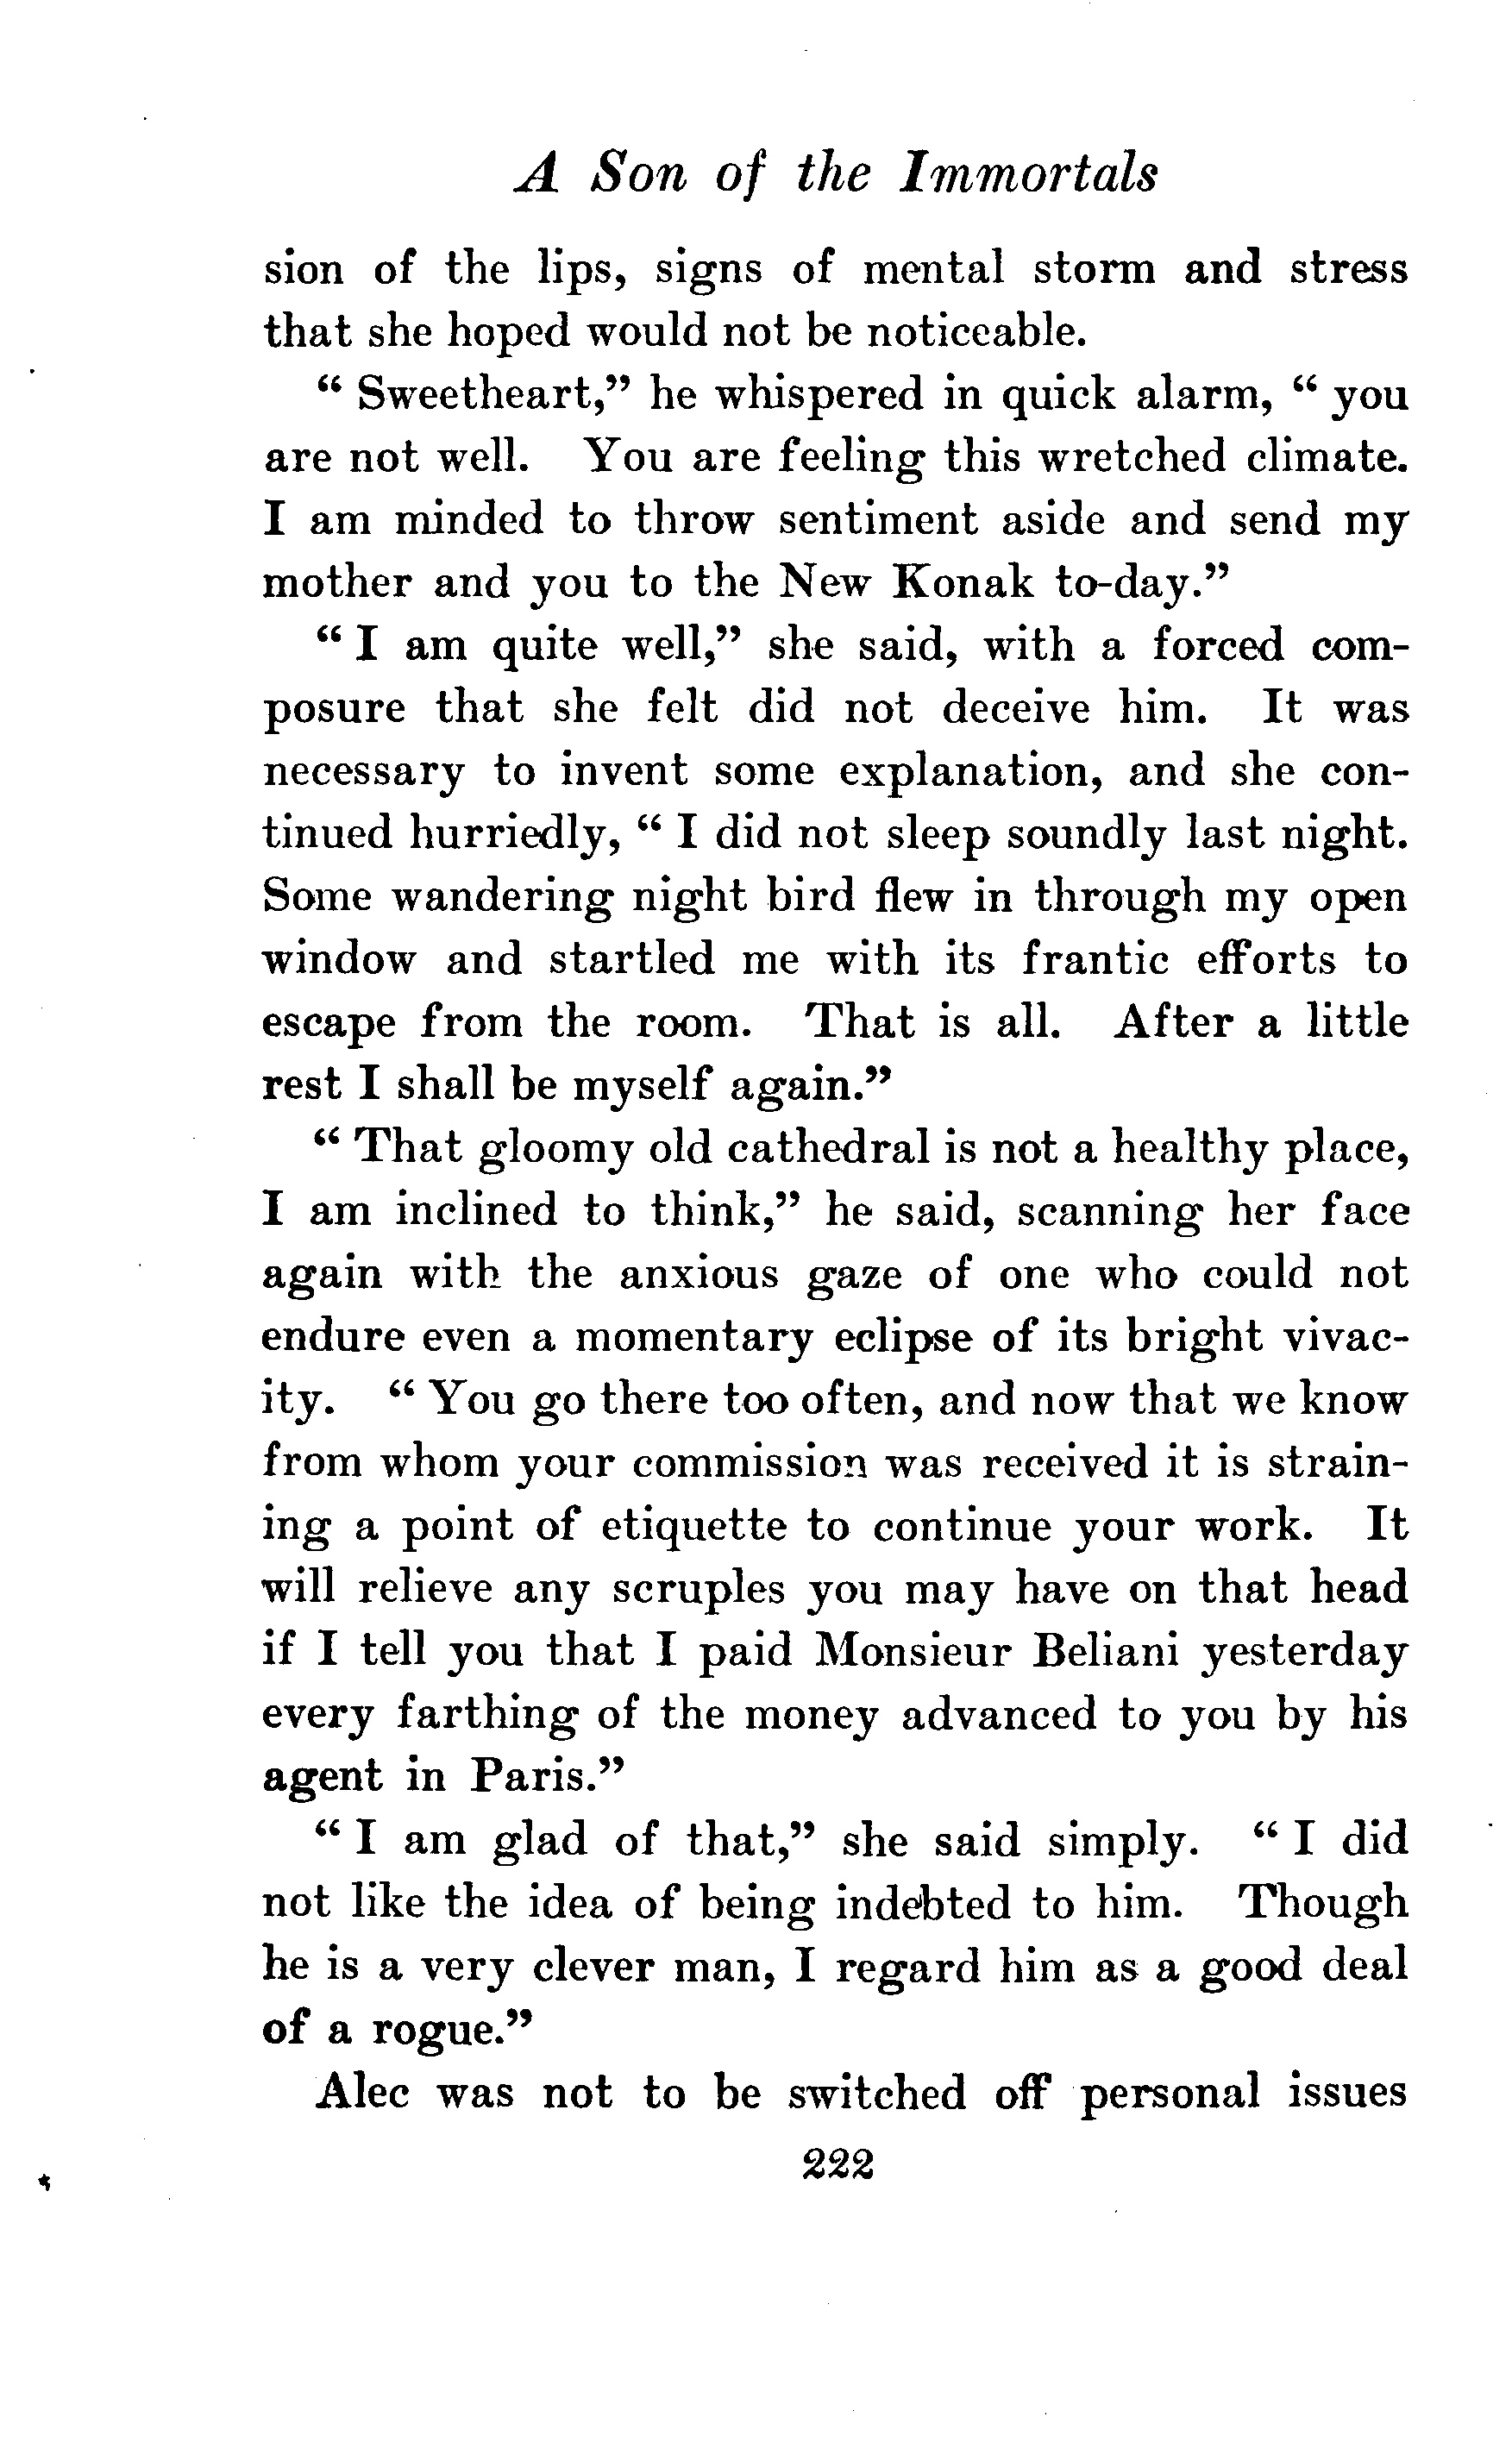 A Son of the Immortals
sion of the lips, signs of mental storm and stress
that she hoped would not be noticeable.
“ Sweetheart,” he whispered in quick alarm, “ you
are not well. You are feeling this wretched climate.
I am minded to throw sentiment aside and send my
mother and you to the New Konak to-day.”
“ I am quite well,” she said, with a forced com-
posure that she felt did not deceive him. It was
necessary to invent some explanation, and she con-
tinued hurriedly, “ I did not sleep soundly last night.
Some wandering night bird flew in through my open
window and startled me with its frantic efforts to
escape from the room. That is all. After a little
rest I shall be myself again.”
“ That gloomy old cathedral is not a healthy place,
I am inclined to think,” he said, scanning her face
again with the anxious gaze of one who could not
endure even a momentary eclipse of its bright vivac-
ity. “ You go there too often, and now that we know
from whom your commission was received it is strain-
ing a point of etiquette to continue your work. It
will relieve any scruples you may have on that head
if I tell you that I paid Monsieur Beliani yesterday
every farthing of the money advanced to you by his
agent in Paris.”
“ I am glad of that,” she said simply. “ I did
not like the idea of being indebted to him. Though
he is a very clever man, I regard him as a good deal
of a rogue.”
Alec was not to be switched off personal issues
222